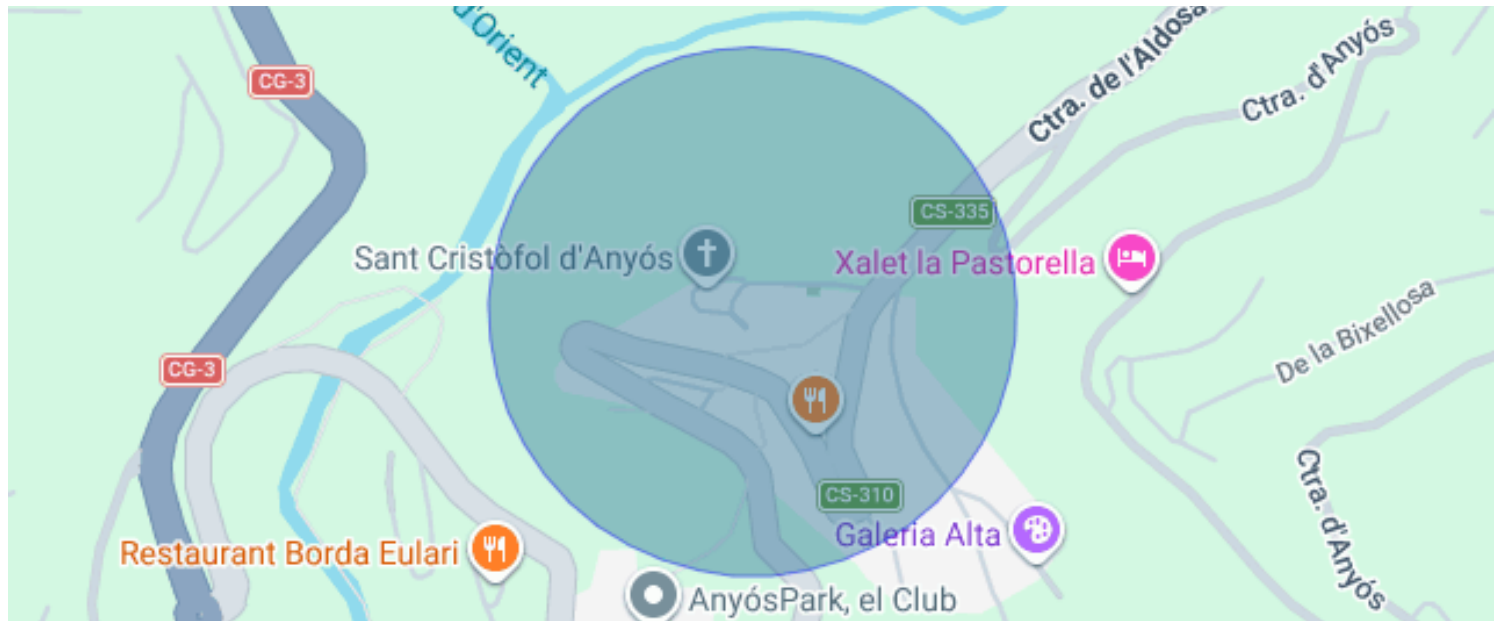 d'Orient
CG-3
Ctra. de l'Aldosa
Ctra. d'Anyós
CS-335
Sant Cristòfol d'Anyós
Xalet la Pastorella
De la Bixellosa
CG-3
CS-310
Ctra. d'Anyós
Galeria Alta
Restaurant Borda Eulari
AnyósPark, el Club